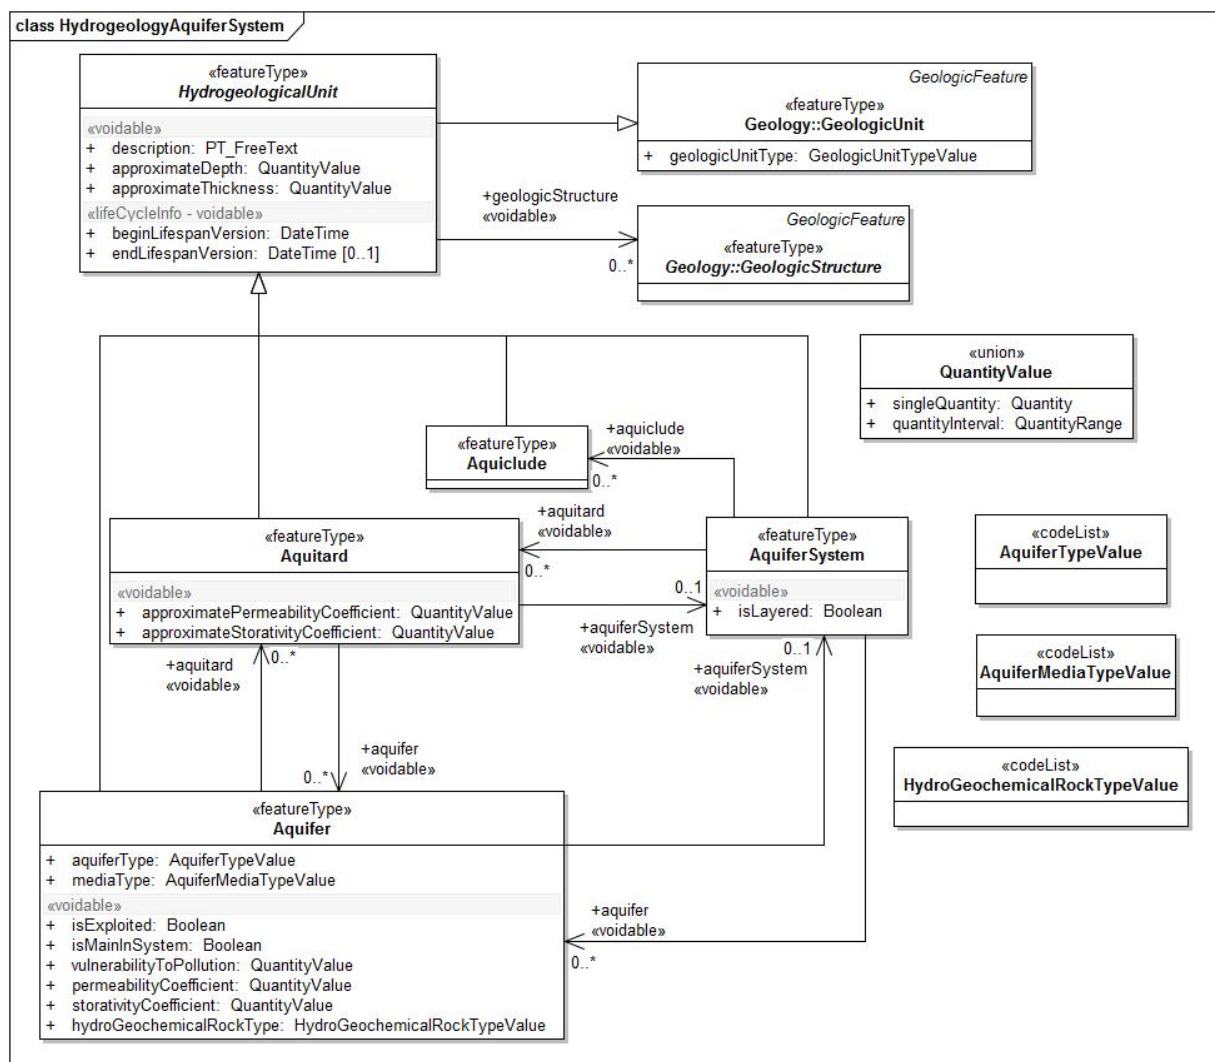 class HydrogeologyAquiferSystem
«featureType»
HydrogeologicalUnit
«voidable»
+ description: PT_FreeText
+ approximateDepth: QuantityValue
+ approximateThickness: QuantityValue
«lifeCycleInfo - voidable»
+ beginLifespanVersion: DateTime
+ endLifespanVersion: DateTime [0..1]
GeologicFeature
«featureType»
Geology::GeologicUnit
+ geologicUnitType: GeologicUnitTypeValue
+geologicStructure
«voidable»
0..*
GeologicFeature
«featureType»
Geology::GeologicStructure
«union»
QuantityValue
+ singleQuantity: Quantity
+ quantityInterval: QuantityRange
«featureType»
Aquiclude
+aquiclude
«voidable»
0..*
«featureType»
Aquitard
«voidable»
+ approximatePermeabilityCoefficient: QuantityValue
+ approximateStorativityCoefficient: QuantityValue
+aquitard
«voidable»
0..*
0..1
+aquiferSystem
«voidable»
«featureType»
AquiferSystem
«voidable»
+ isLayered: Boolean
«codeList»
AquiferTypeValue
«codeList»
AquiferMediaTypeValue
«codeList»
HydroGeochemicalRockTypeValue
+aquitard
«voidable»
0..*
0..1
+aquiferSystem
«voidable»
+aquifer
«voidable»
0..*
«featureType»
Aquifer
+ aquiferType: AquiferTypeValue
+ mediaType: AquiferMediaTypeValue
«voidable»
+ isExploited: Boolean
+ isMainInSystem: Boolean
+ vulnerabilityToPollution: QuantityValue
+ permeabilityCoefficient: QuantityValue
+ storativityCoefficient: QuantityValue
+ hydroGeochemicalRockType: HydroGeochemicalRockTypeValue
+aquifer
«voidable»
0..*